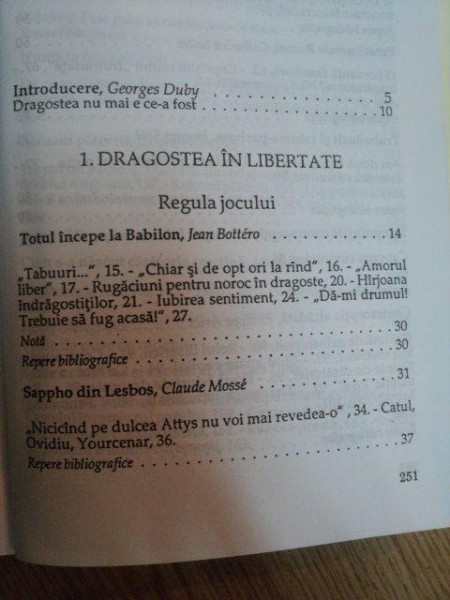 Introducere, Georges Duby . . . . . . . . . . . . . . . 5
Dragostea nu mai e ce-a fost . . . . . . . . . . . . . . . . 10
1. DRAGOSTEA ÎN LIBERTATE
Regula jocului
Totul începe la Babilon, Jean Bottéro . . . . . . . . . . . . 14
„Tabuuri...", 15. - „Chiar şi de opt ori la rînd", 16. - „Amorul
liber", 17. - Rugăciuni pentru noroc în dragoste, 20. - Hîrjoana
îndrăgostiţilor, 21. - Iubirea sentiment, 24. - „Dă-mi drumul!
Trebuie să fug acasă!", 27.
Notă . . . . . . . . . . . . . . . . . . . . . . . . . . . 30
Repere bibliografice . . . . . . . . . . . . . . . . . . . . 30
Sappho din Lesbos, Claude Mossé . . . . . . . . . . . . . 31
„Nicicînd pe dulcea Attys nu voi mai revedea-o" , 34. - Catul,
Ovidiu, Yourcenar, 36.
Repere bibliografice . . . . . . . . . . . . . . . . . . . . 37
251